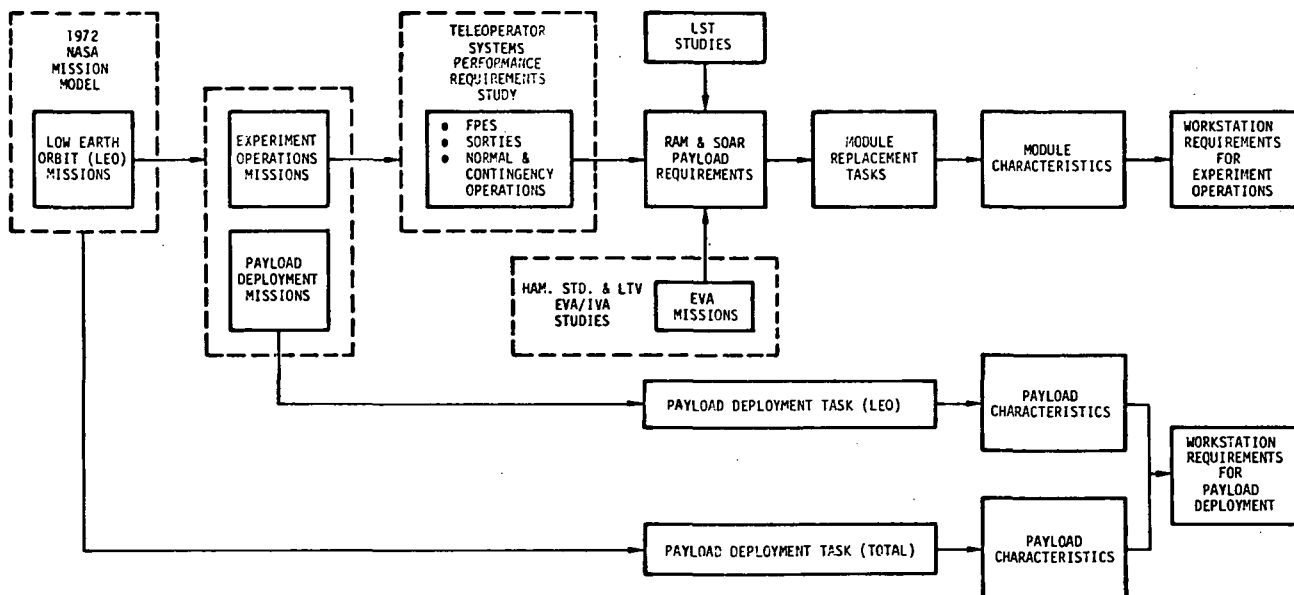 1972
NASA
MISSION
MODEL
LOW EARTH
ORBIT (LEO)
MISSIONS
EXPERIMENT
OPERATIONS
MISSIONS
PAYLOAD
DEPLOYMENT
MISSIONS
TELEOPERATOR
SYSTEMS
PERFORMANCE
REQUIREMENTS
STUDY
● FPES
● SORTIES
● NORMAL &
CONTINGENCY
OPERATIONS
LST
STUDIES
RAM & SOAR
PAYLOAD
REQUIREMENTS
HAM. STD. & LTV
EVA/IVA
STUDIES
EVA
MISSIONS
MODULE
REPLACEMENT
TASKS
MODULE
CHARACTERISTICS
WORKSTATION
REQUIREMENTS
FOR
EXPERIMENT
OPERATIONS
PAYLOAD DEPLOYMENT TASK (LEO)
PAYLOAD
CHARACTERISTICS
WORKSTATION
REQUIREMENTS
FOR
PAYLOAD
DEPLOYMENT
PAYLOAD DEPLOYMENT TASK (TOTAL)
PAYLOAD
CHARACTERISTICS